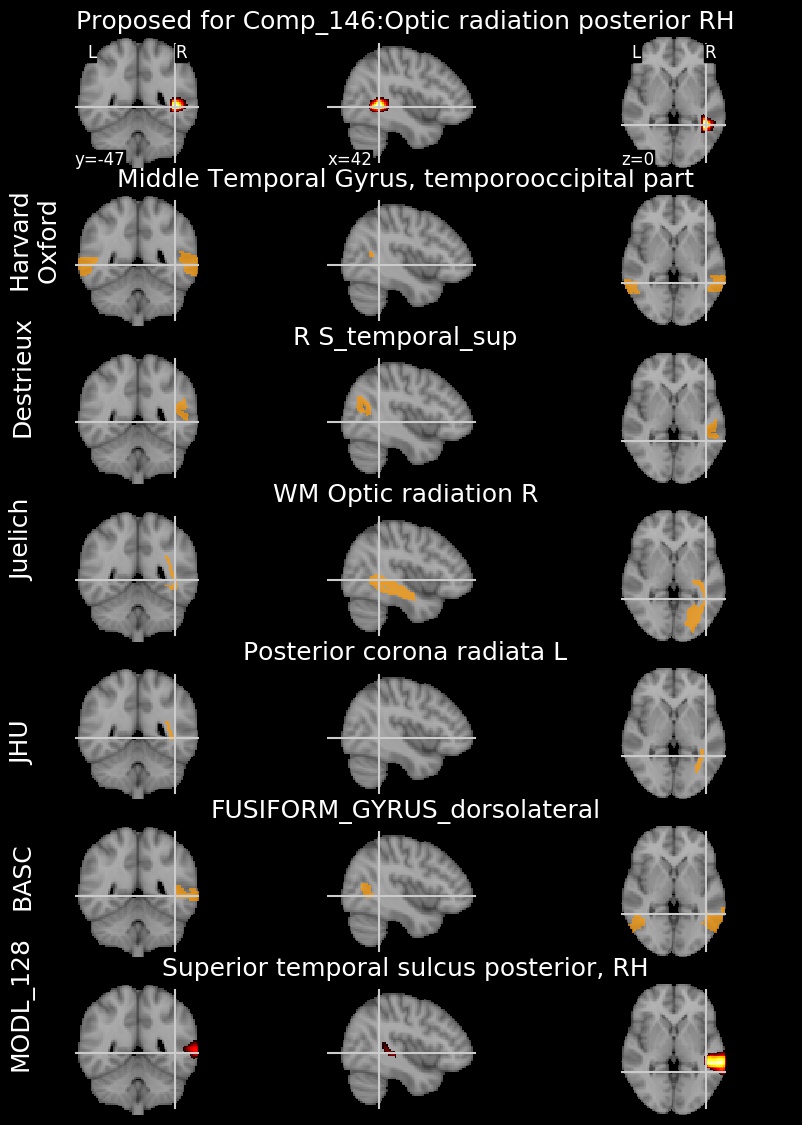 Proposed for Comp_146:Optic radiation posterior RH
L R L R
y=-47 x=42 z=0
Middle Temporal Gyrus, temporooccipital part
Harvard
Oxford
R S_temporal_sup
Destrieux
WM Optic radiation R
Juelich
Posterior corona radiata L
JHU
FUSIFORM_GYRUS_dorsolateral
BASC
Superior temporal sulcus posterior, RH
MODL_128